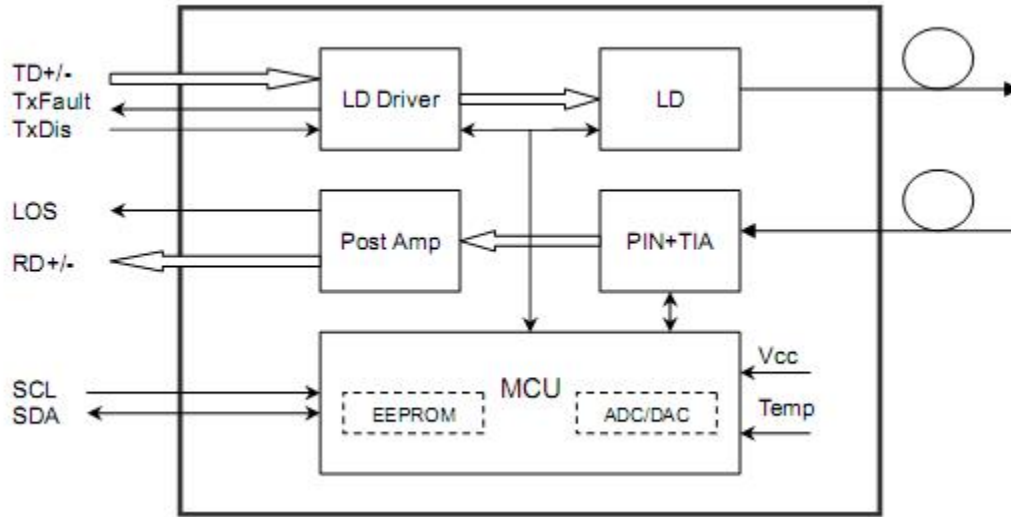 TD+/-
TxFault
TxDis
LD Driver
LD
LOS
RD+/-
Post Amp
PIN+TIA
SCL
SDA
MCU
EEPROM
ADC/DAC
Vcc
Temp